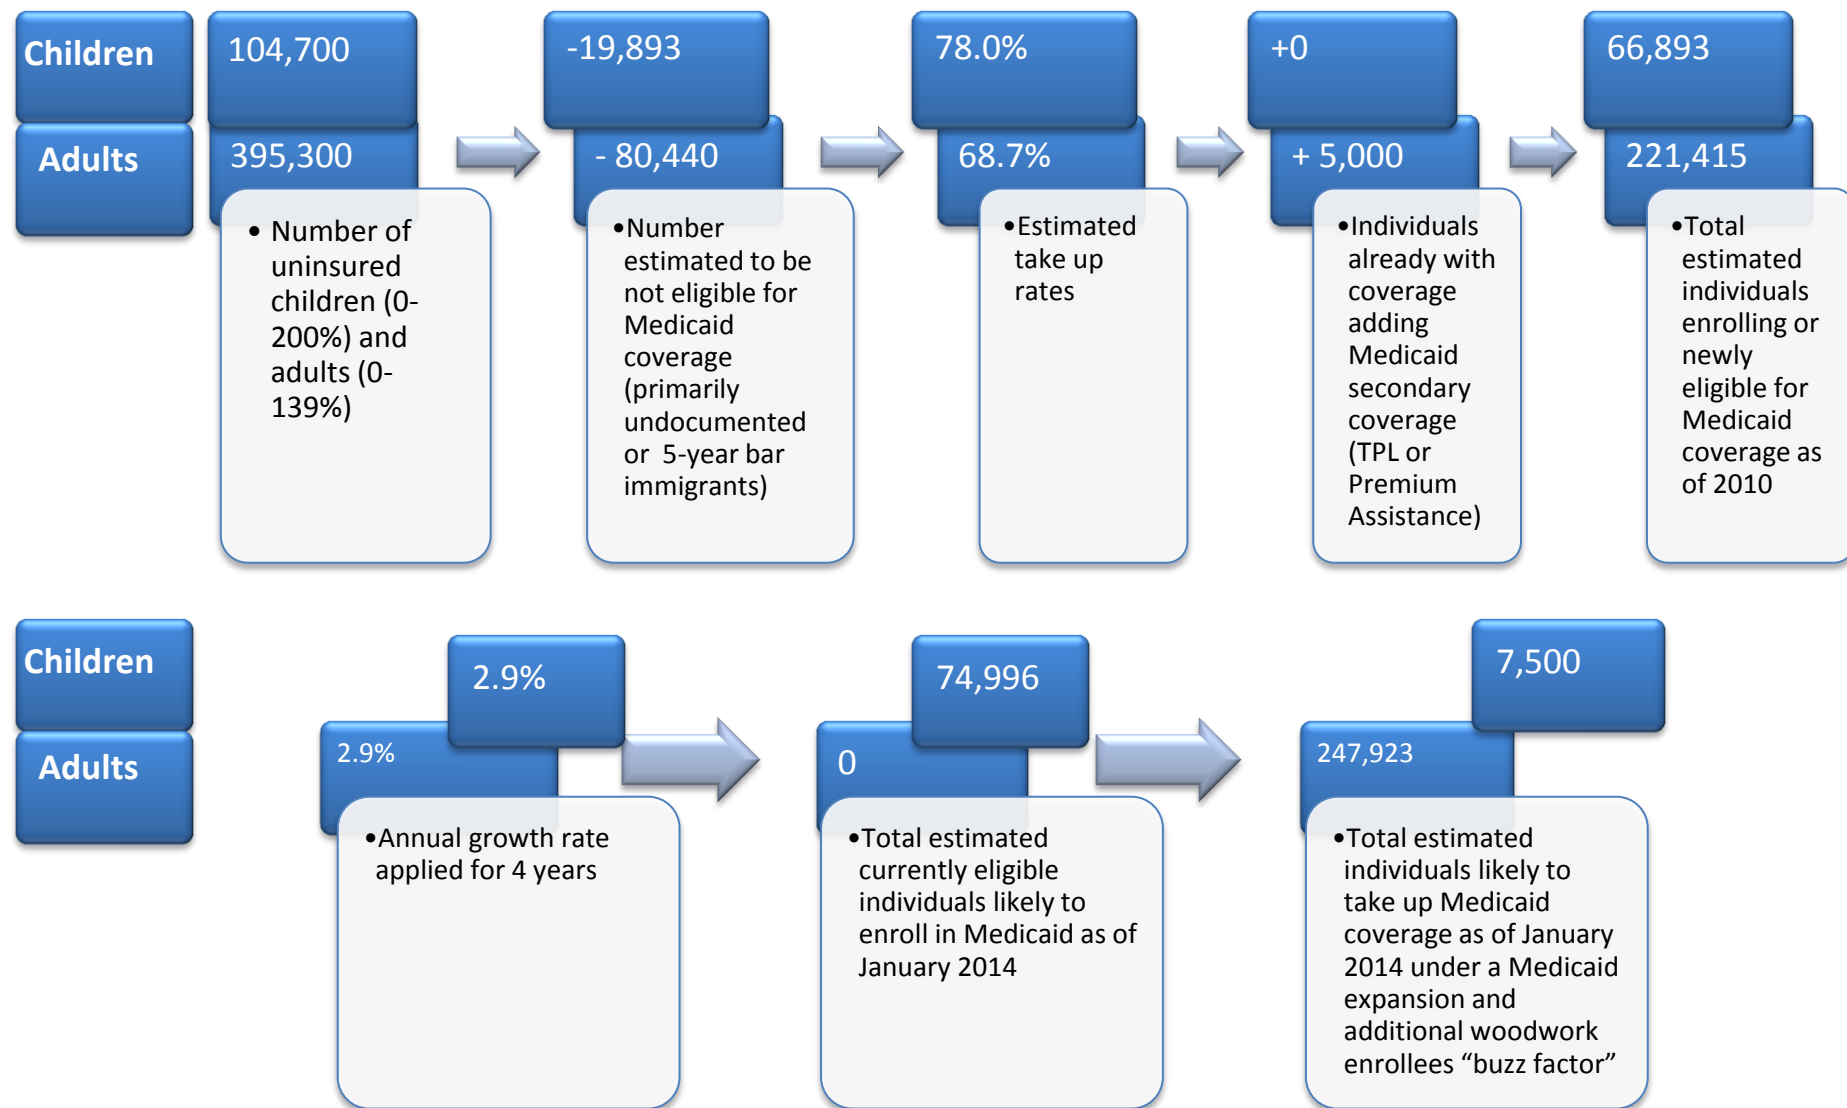 Children
104,700
-19,893
78.0%
+0
66,893
Adults
395,300
- 80,440
68.7%
+ 5,000
221,415
• Number of
uninsured
children (0-
200%) and
adults (0-
139%)
•Number
estimated to be
not eligible for
Medicaid
coverage
(primarily
undocumented
or 5-year bar
immigrants)
•Estimated
take up
rates
•Individuals
already with
coverage
adding
Medicaid
secondary
coverage
(TPL or
Premium
Assistance)
•Total
estimated
individuals
enrolling or
newly
eligible for
Medicaid
coverage as
of 2010
Children
2.9%
74,996
7,500
Adults
2.9%
0
247,923
•Annual growth rate
applied for 4 years
•Total estimated
currently eligible
individuals likely to
enroll in Medicaid as of
January 2014
•Total estimated
individuals likely to
take up Medicaid
coverage as of January
2014 under a Medicaid
expansion and
additional woodwork
enrollees “buzz factor”